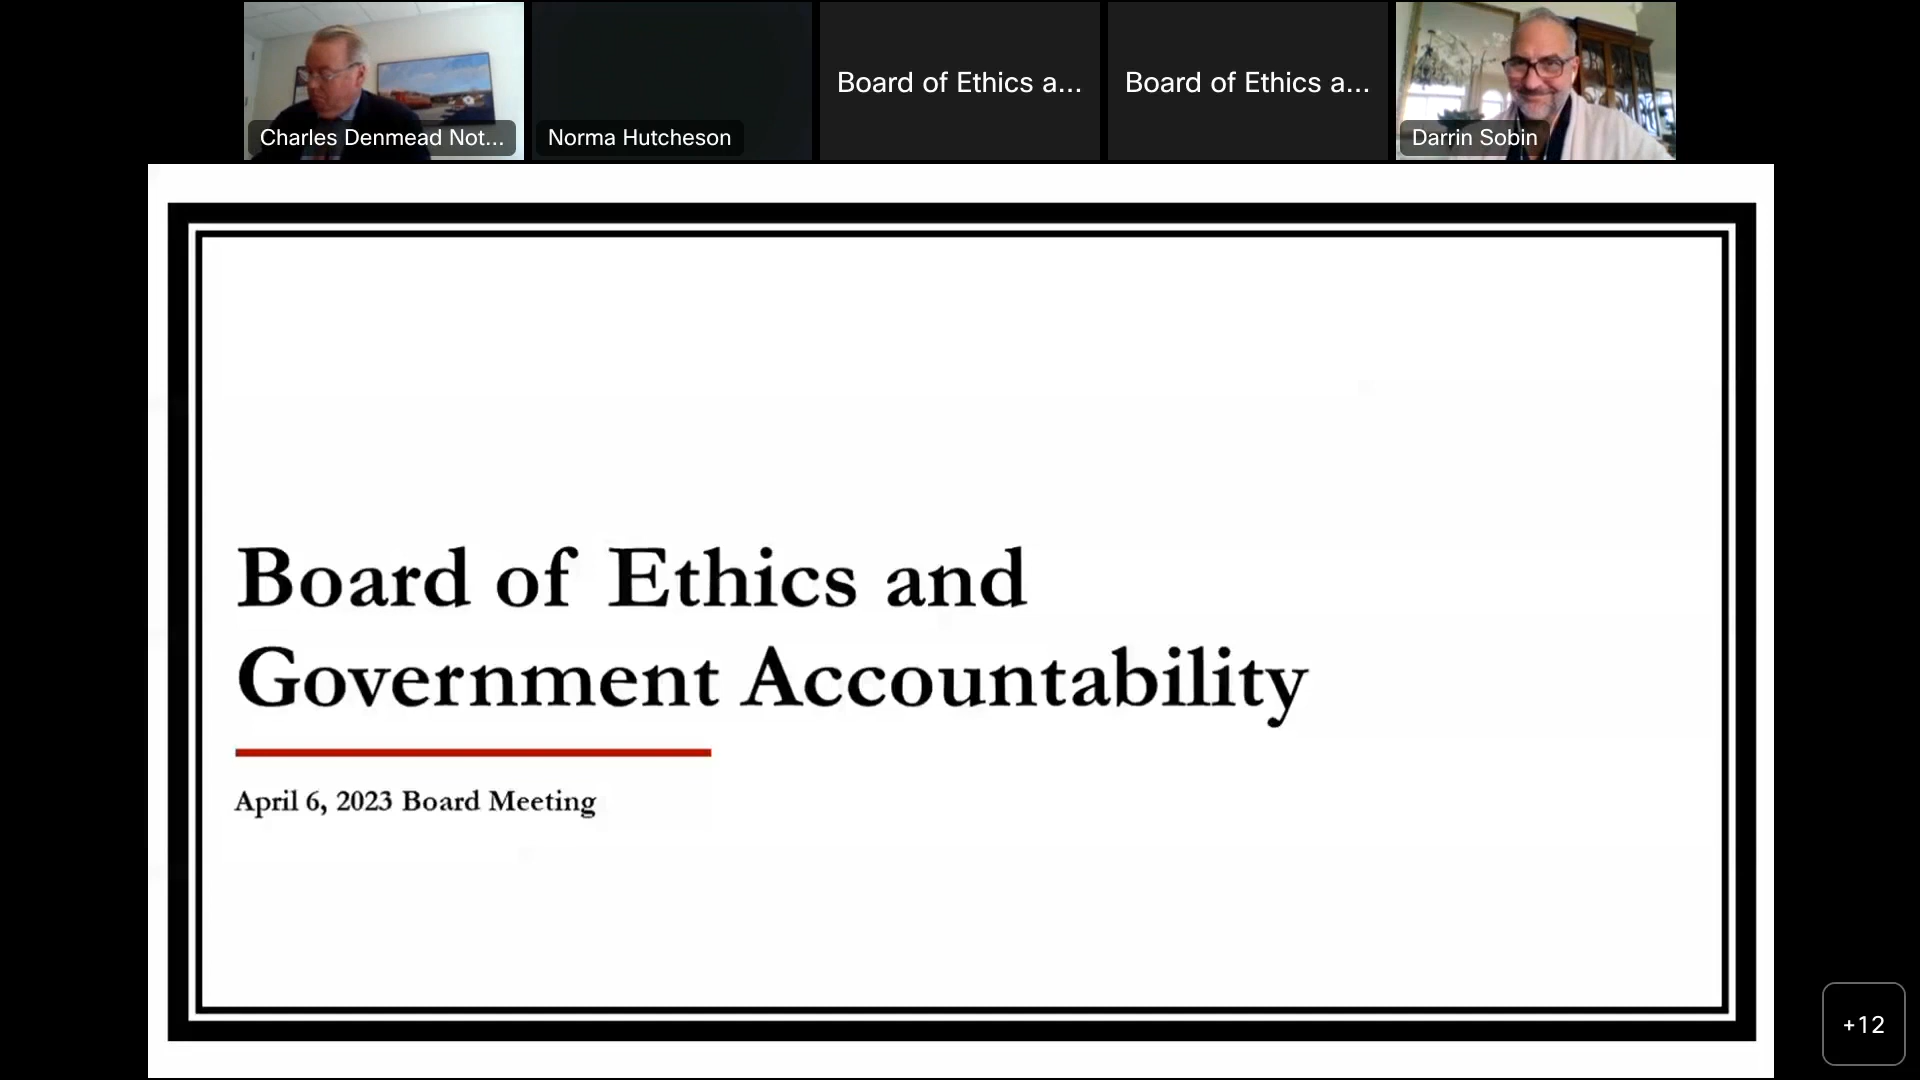 Charles Denmead Not...
Norma Hutcheson
Board of Ethics a...
Board of Ethics a...
Darrin Sobin
Board of Ethics and
Government Accountability
April 6, 2023 Board Meeting
+12